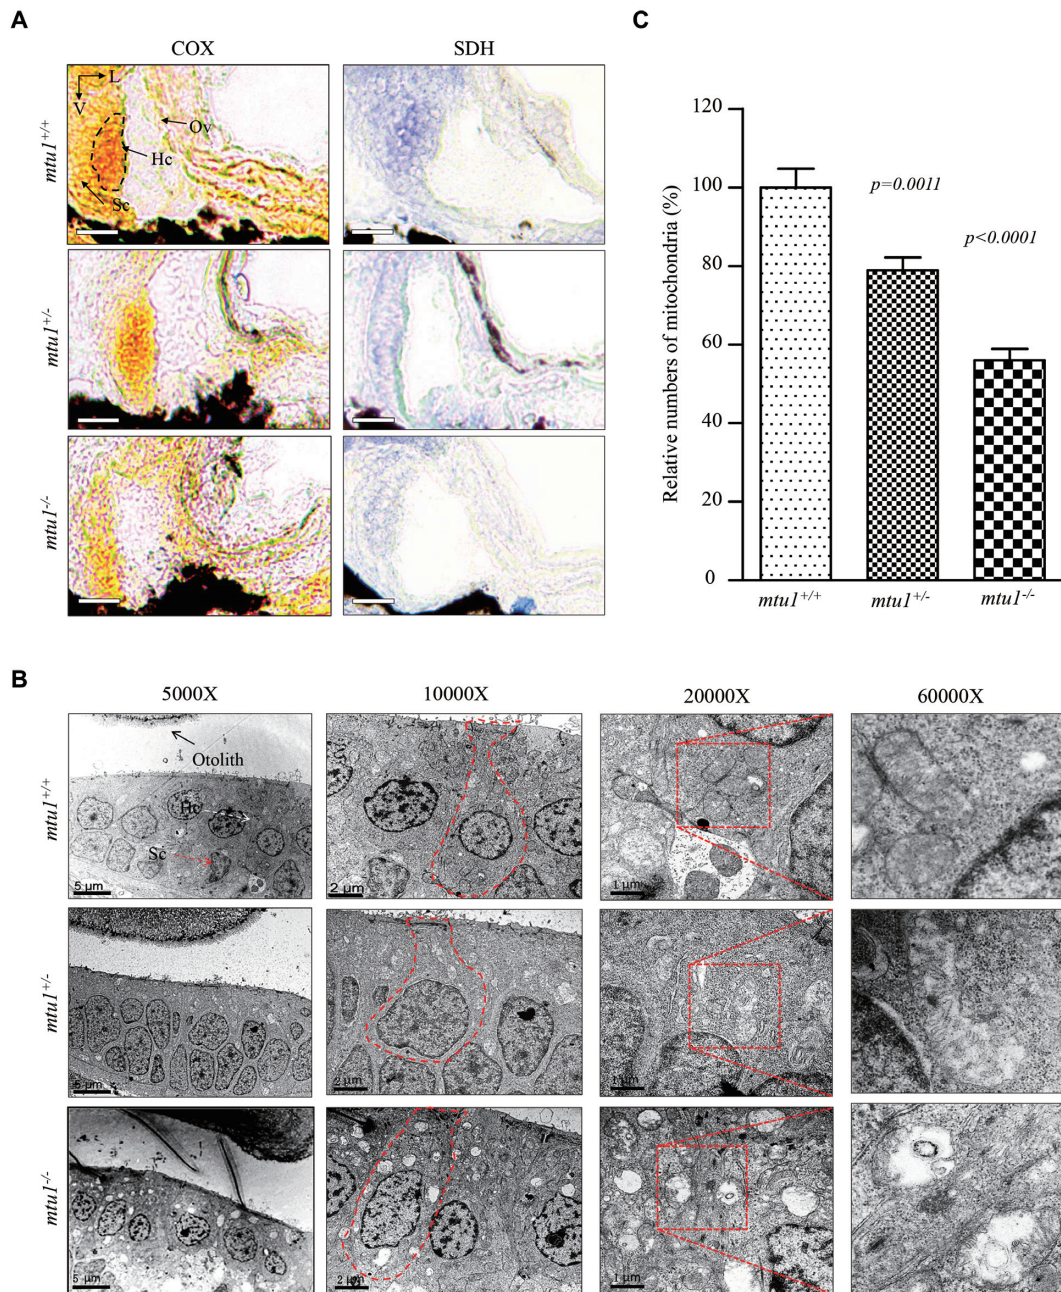 A
COX
SDH
mtu1+/+
L
V
Ov
Hc
Sc
mtu1+/-
mtu1-/-
C
Relative numbers of mitochondria (%)
120
100
80
60
40
20
0
p=0.0011
p<0.0001
mtu1+/+
mtu1+/-
mtu1-/-
B
5000X
10000X
20000X
60000X
mtu1+/+
Otolith
Hc
Sc
5 µm
2 µm
1 µm
mtu1+/-
5 µm
2 µm
1 µm
mtu1-/-
5 µm
2 µm
1 µm